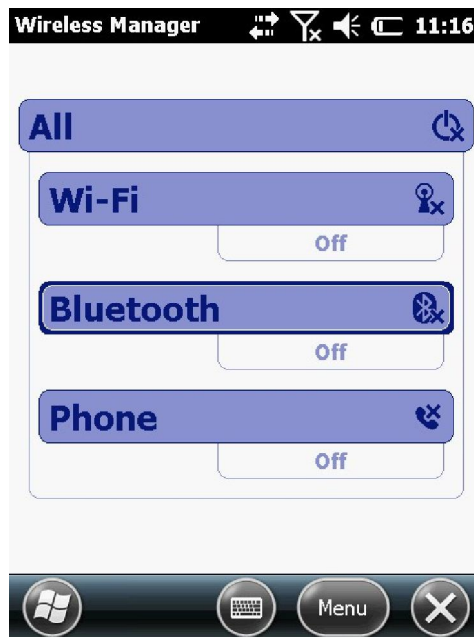 Wireless Manager 11:16
All
Wi-Fi
Off
Bluetooth
Off
Phone
Off
Menu